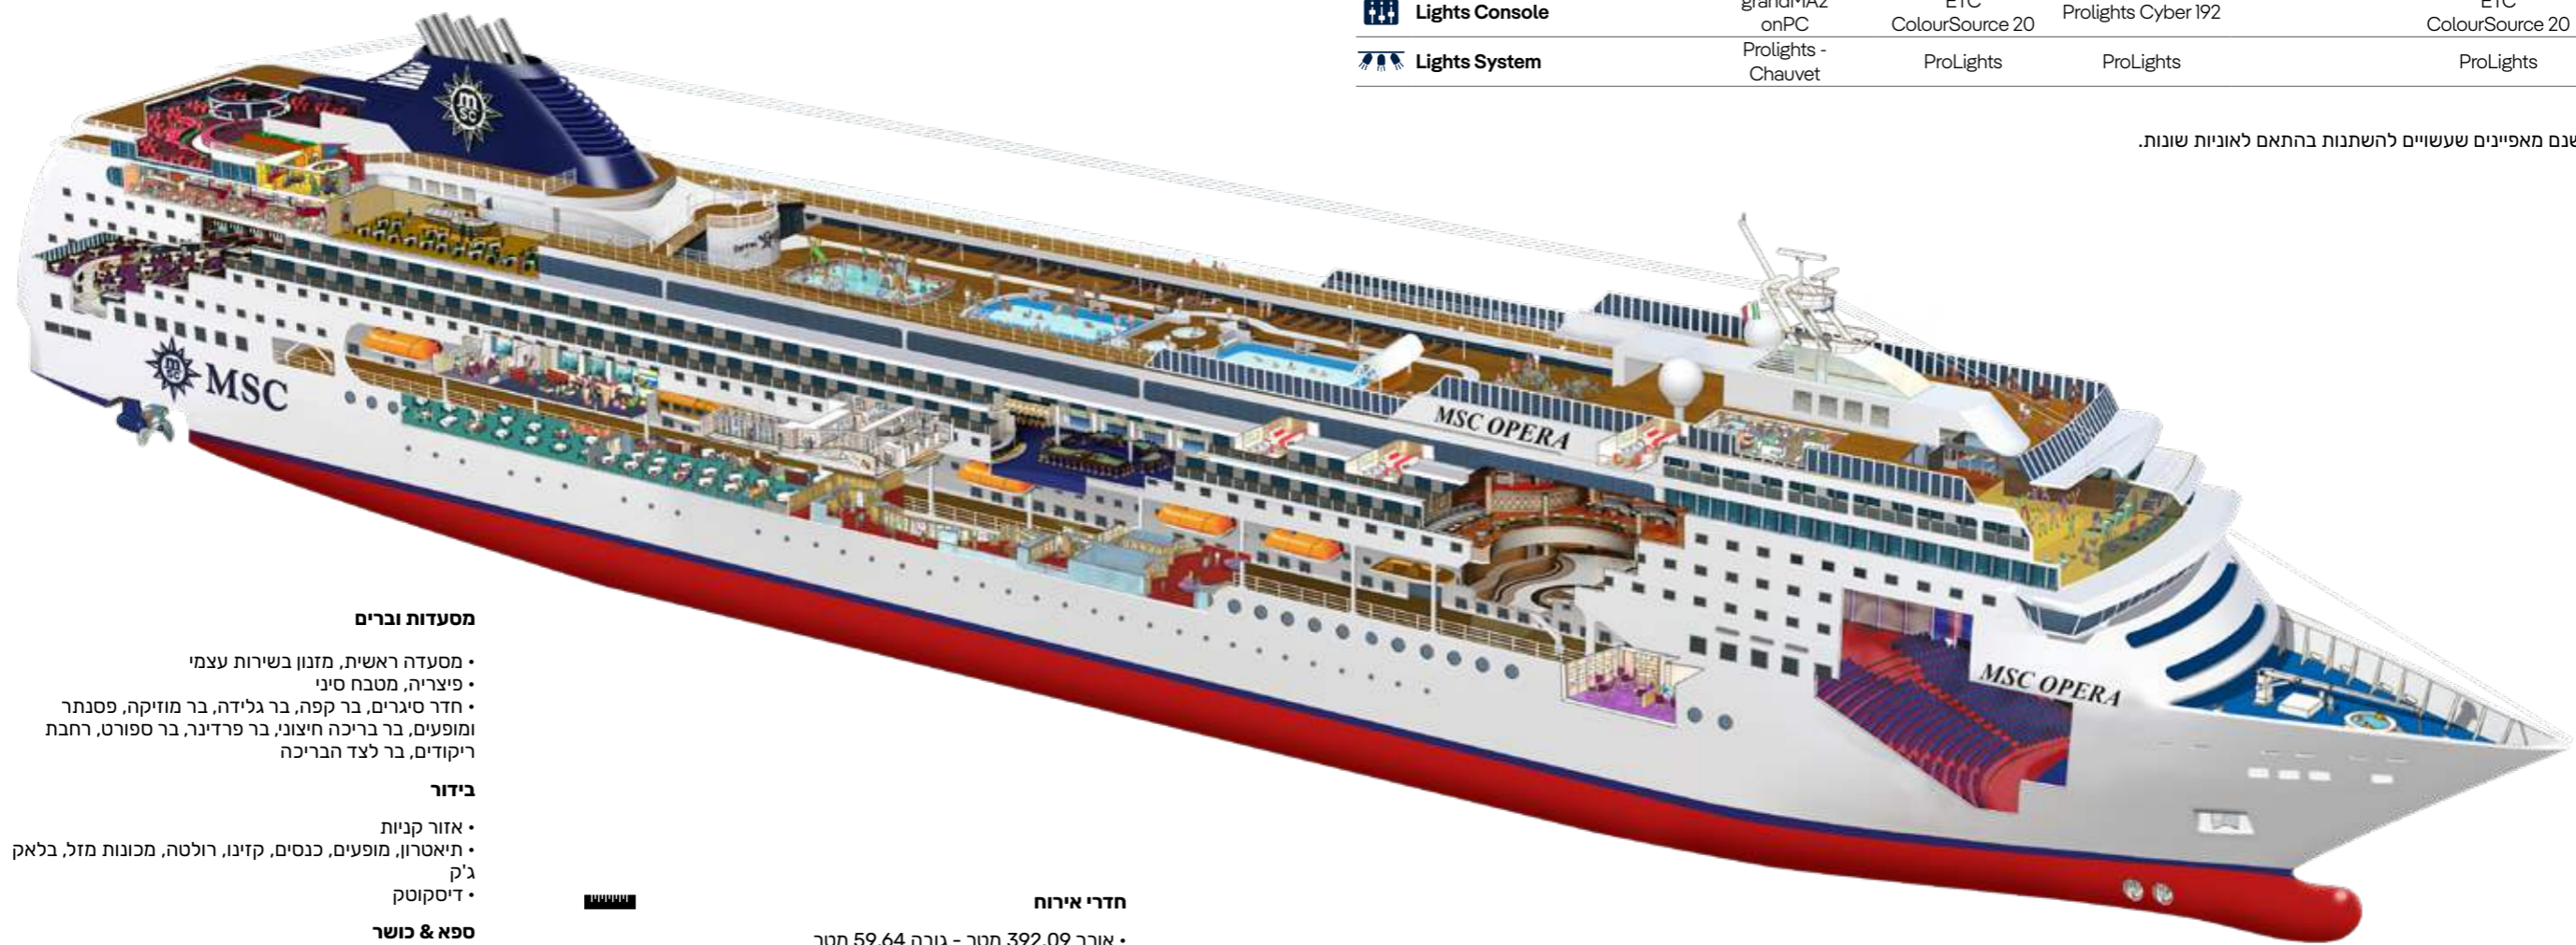 Lights Console grandMA2 onPC ETC ColourSource 20 Prolights Cyber 192 ETC ColourSource 20
Lights System Prolights - Chauvet ProLights ProLights ProLights
מאפיינים שעשויים להשתנות בהתאם לאוניות שונות.
m
sc
MSC OPERA
m
sc
MSC
MSC OPERA
מסעדות וברים
• מסעדה ראשית, מזנון בשירות עצמי
• פיצריה, מטבח סיני
• חדר סיגרים, בר קפה, בר גלידה, בר מוזיקה, פסנתר
ומופעים, בר בריכה חיצוני, בר פרדינר, בר ספורט, רחבת
ריקודים, בר לצד הבריכה
בידור
• אזור קניות
• תיאטרון, מופעים, כנסים, קזינו, רולטה, מכונות מזל, בלאק
ג'ק
• דיסקוטק
ספא & כושר
חדרי אירוח
• אורך 392.09 מטר - גובה 59.64 מטר